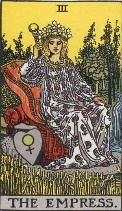 III
THE EMPRESS.